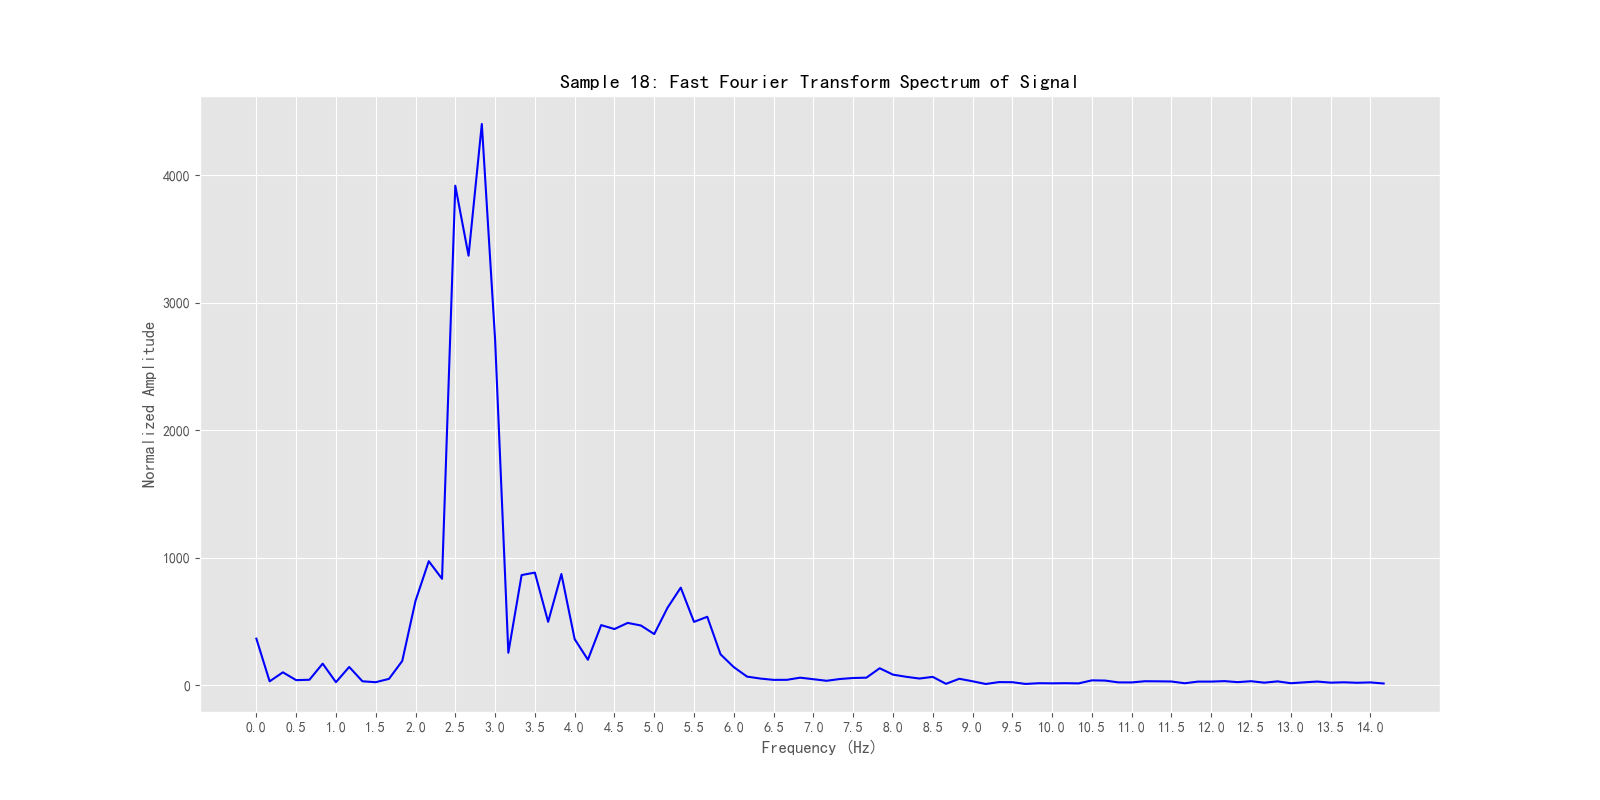 Sample 18: Fast Fourier Transform Spectrum of Signal
Normalized Amplitude
4000
3000
2000
1000
0
0.0 0.5 1.0 1.5 2.0 2.5 3.0 3.5 4.0 4.5 5.0 5.5 6.0 6.5 7.0 7.5 8.0 8.5 9.0 9.5 10.0 10.5 11.0 11.5 12.0 12.5 13.0 13.5 14.0
Frequency (Hz)